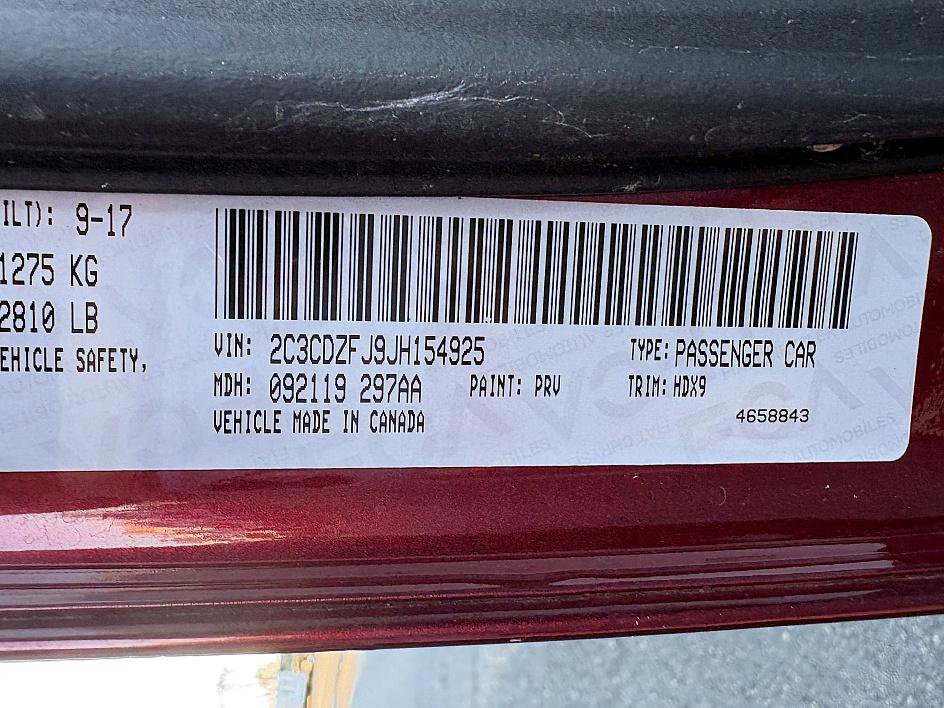 ILT): 9-17
1275 KG
2810 LB
EHICLE SAFETY,
VIN: 2C3CDZFJ9JH154925
TYPE: PASSENGER CAR
MDH: 092119 297AA
PAINT: PRV
TRIM: HDX9
VEHICLE MADE IN CANADA
4658843